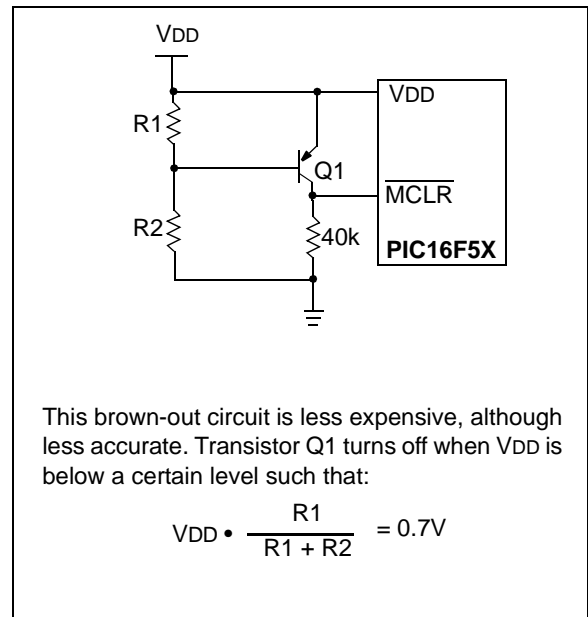 VDD
VDD
R1
Q1
MCLR
R2
40k
PIC16F5X
This brown-out circuit is less expensive, although
less accurate. Transistor Q1 turns off when VDD is
below a certain level such that:
VDD • R1 / R1 + R2 = 0.7V